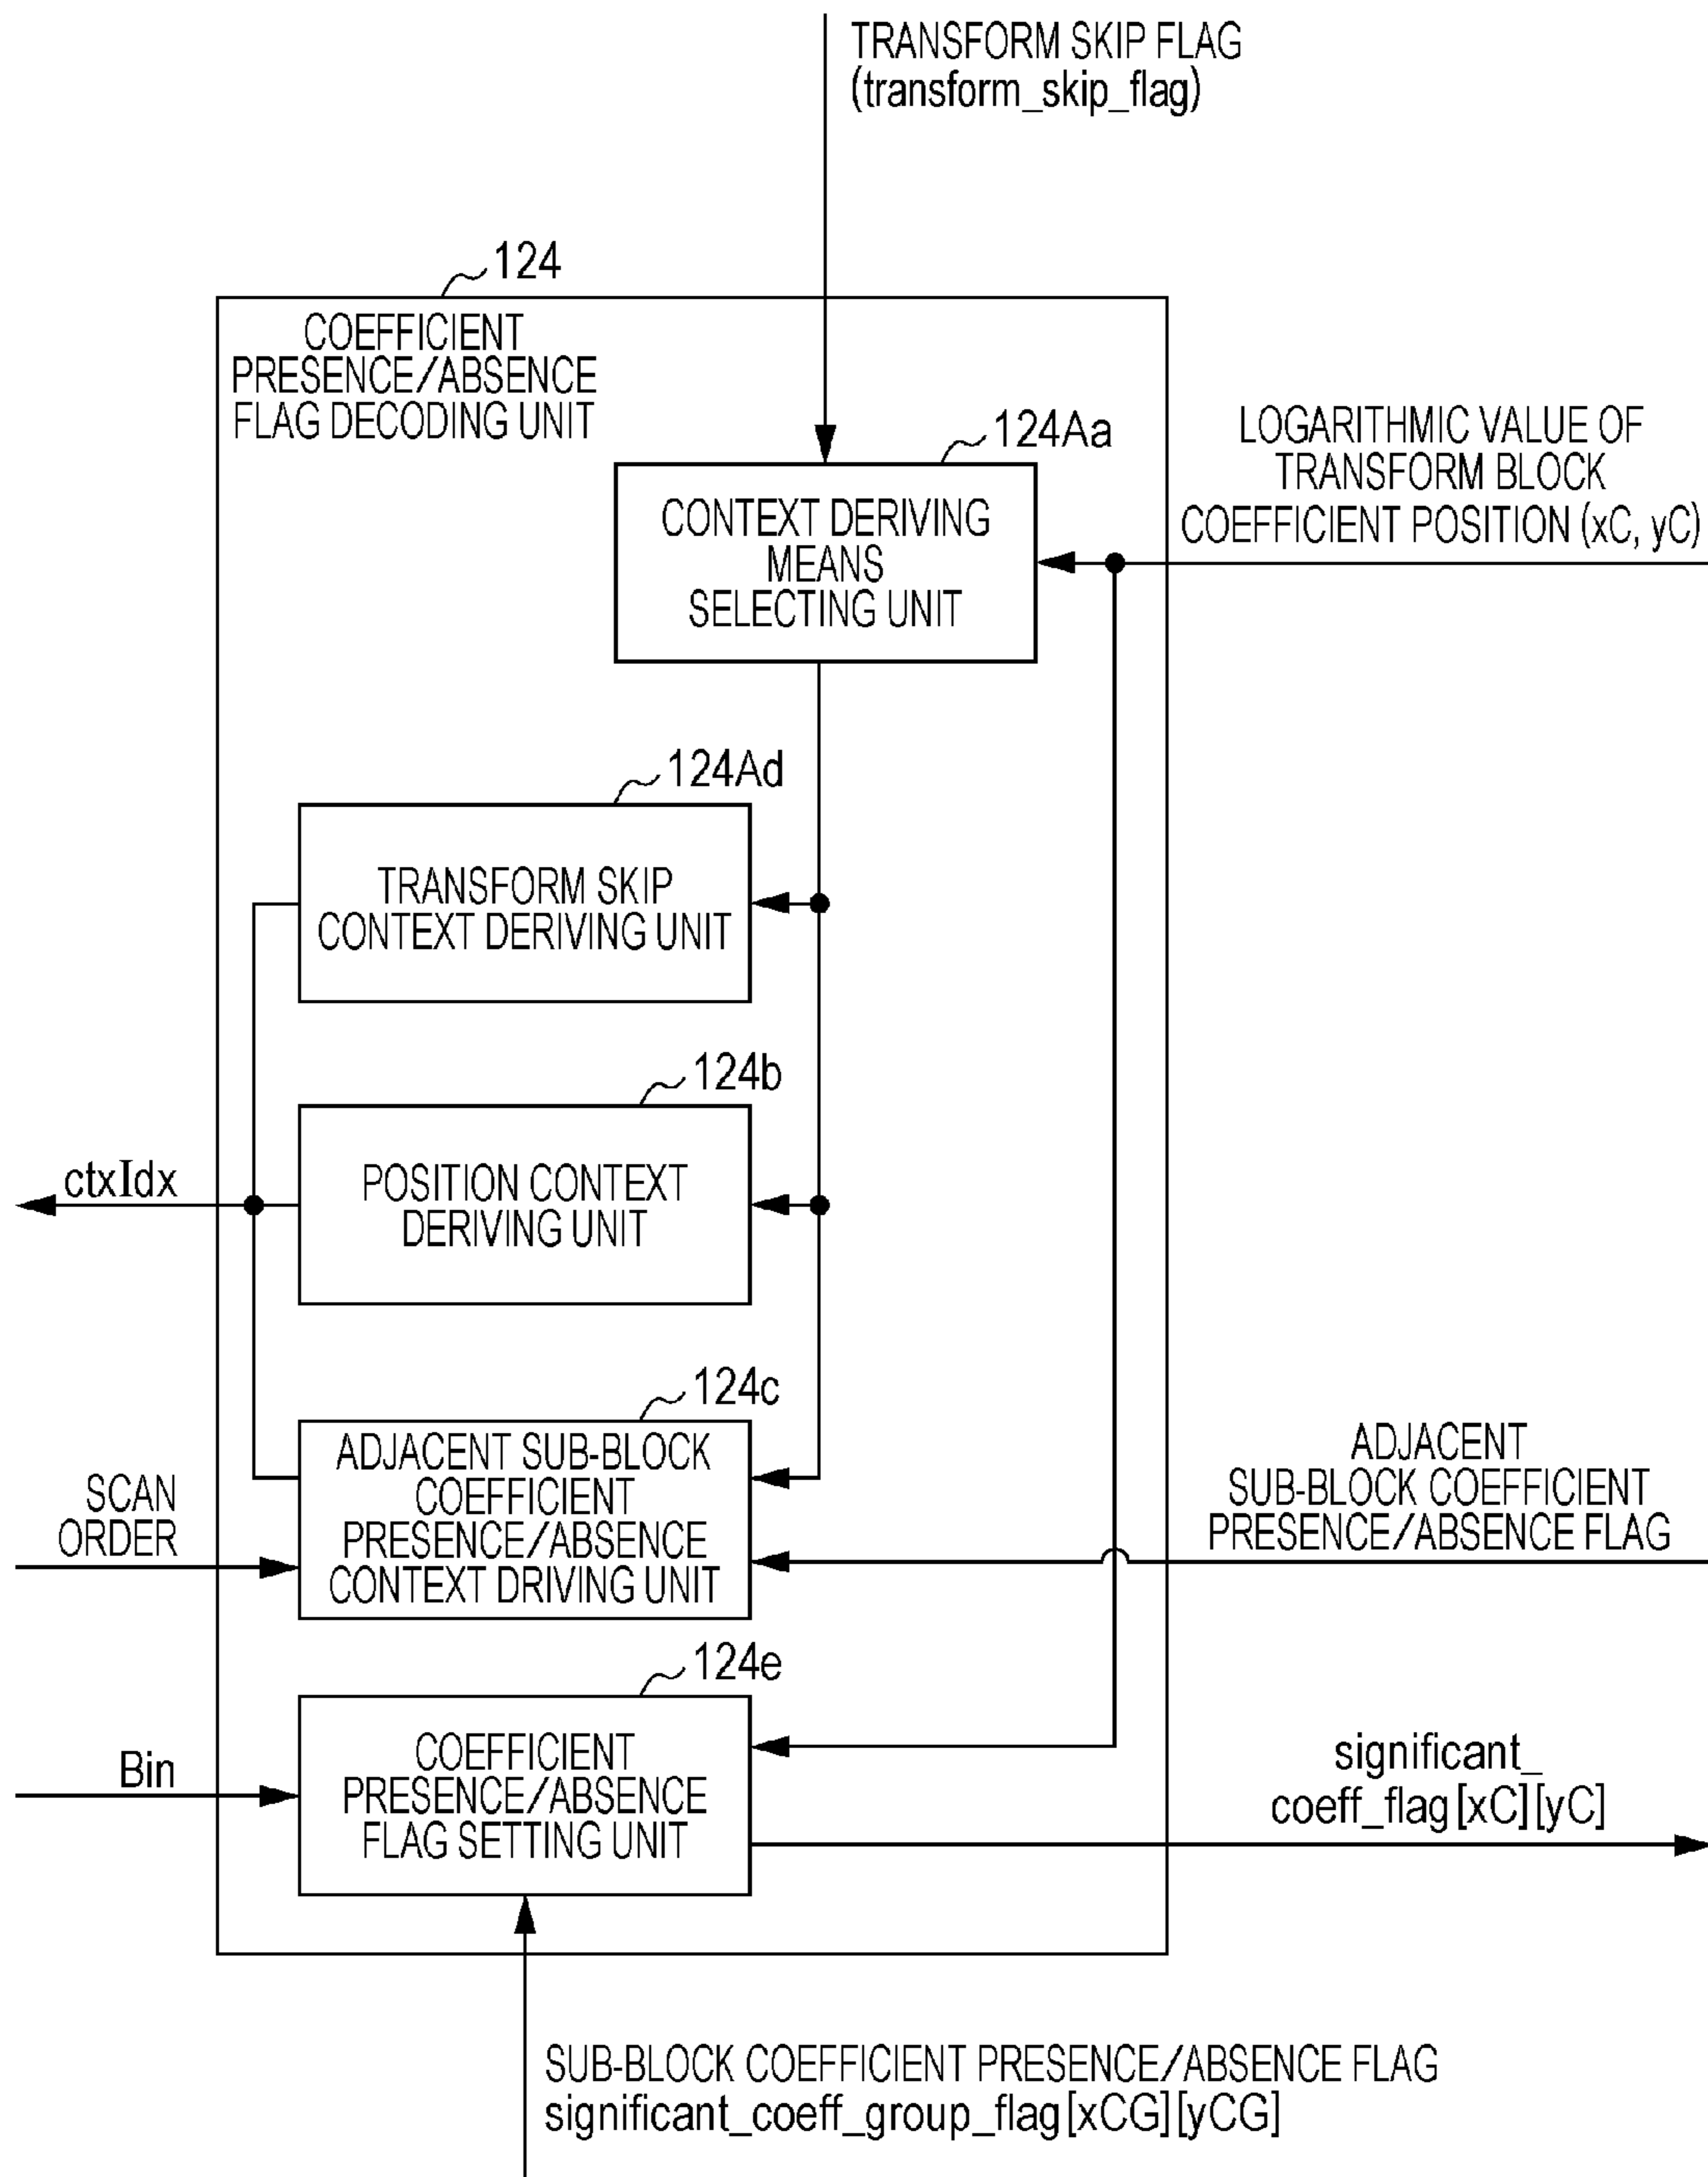 TRANSFORM SKIP FLAG
(transform_skip_flag)
124
COEFFICIENT
PRESENCE/ABSENCE
FLAG DECODING UNIT
124Aa
CONTEXT DERIVING
MEANS
SELECTING UNIT
LOGARITHMIC VALUE OF
TRANSFORM BLOCK
COEFFICIENT POSITION (xC, yC)
124Ad
TRANSFORM SKIP
CONTEXT DERIVING UNIT
124b
POSITION CONTEXT
DERIVING UNIT
ctxIdx
124c
ADJACENT SUB-BLOCK
COEFFICIENT
PRESENCE/ABSENCE
CONTEXT DRIVING UNIT
SCAN
ORDER
ADJACENT
SUB-BLOCK COEFFICIENT
PRESENCE/ABSENCE FLAG
124e
COEFFICIENT
PRESENCE/ABSENCE
FLAG SETTING UNIT
Bin
significant_
coeff_flag[xC][yC]
SUB-BLOCK COEFFICIENT PRESENCE/ABSENCE FLAG
significant_coeff_group_flag[xCG][yCG]